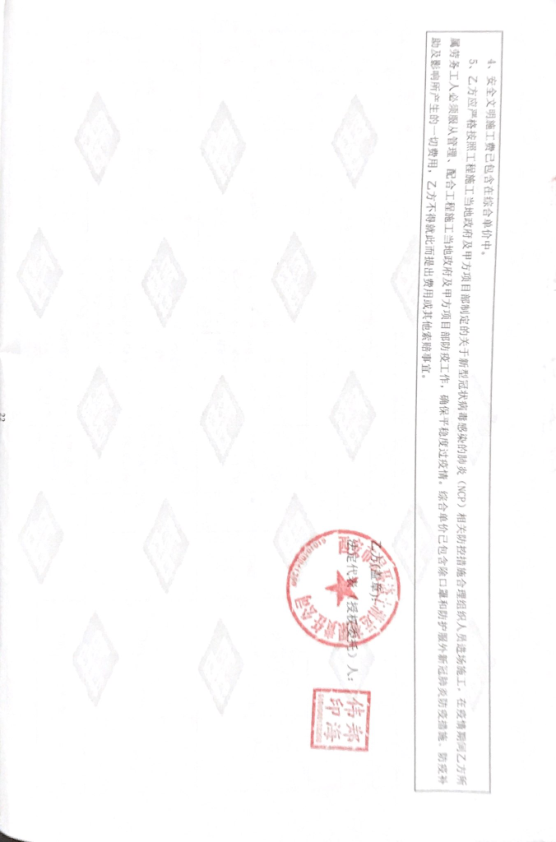 4、安全文明施工费已包含在综合单价中。
5、乙方应严格按照工程施工当地政府及甲方项目部制定的关于新型冠状病毒感染的肺炎（NCP）相关防控措施合理组织人员进场施工，在疫情期间乙方所
属劳务工人必须服从管理、配合工程施工当地政府及甲方项目部防疫工作，确保平稳度过疫情，综合单价已包含除口罩和防护服外新冠肺炎防疫措施、防疫补
助及影响所产生的一切费用，乙方不得就此而提出费用或其他索赔事宜。
乙方（盖章）：
法定代表（授权委托）人：
郑海
伟印
22